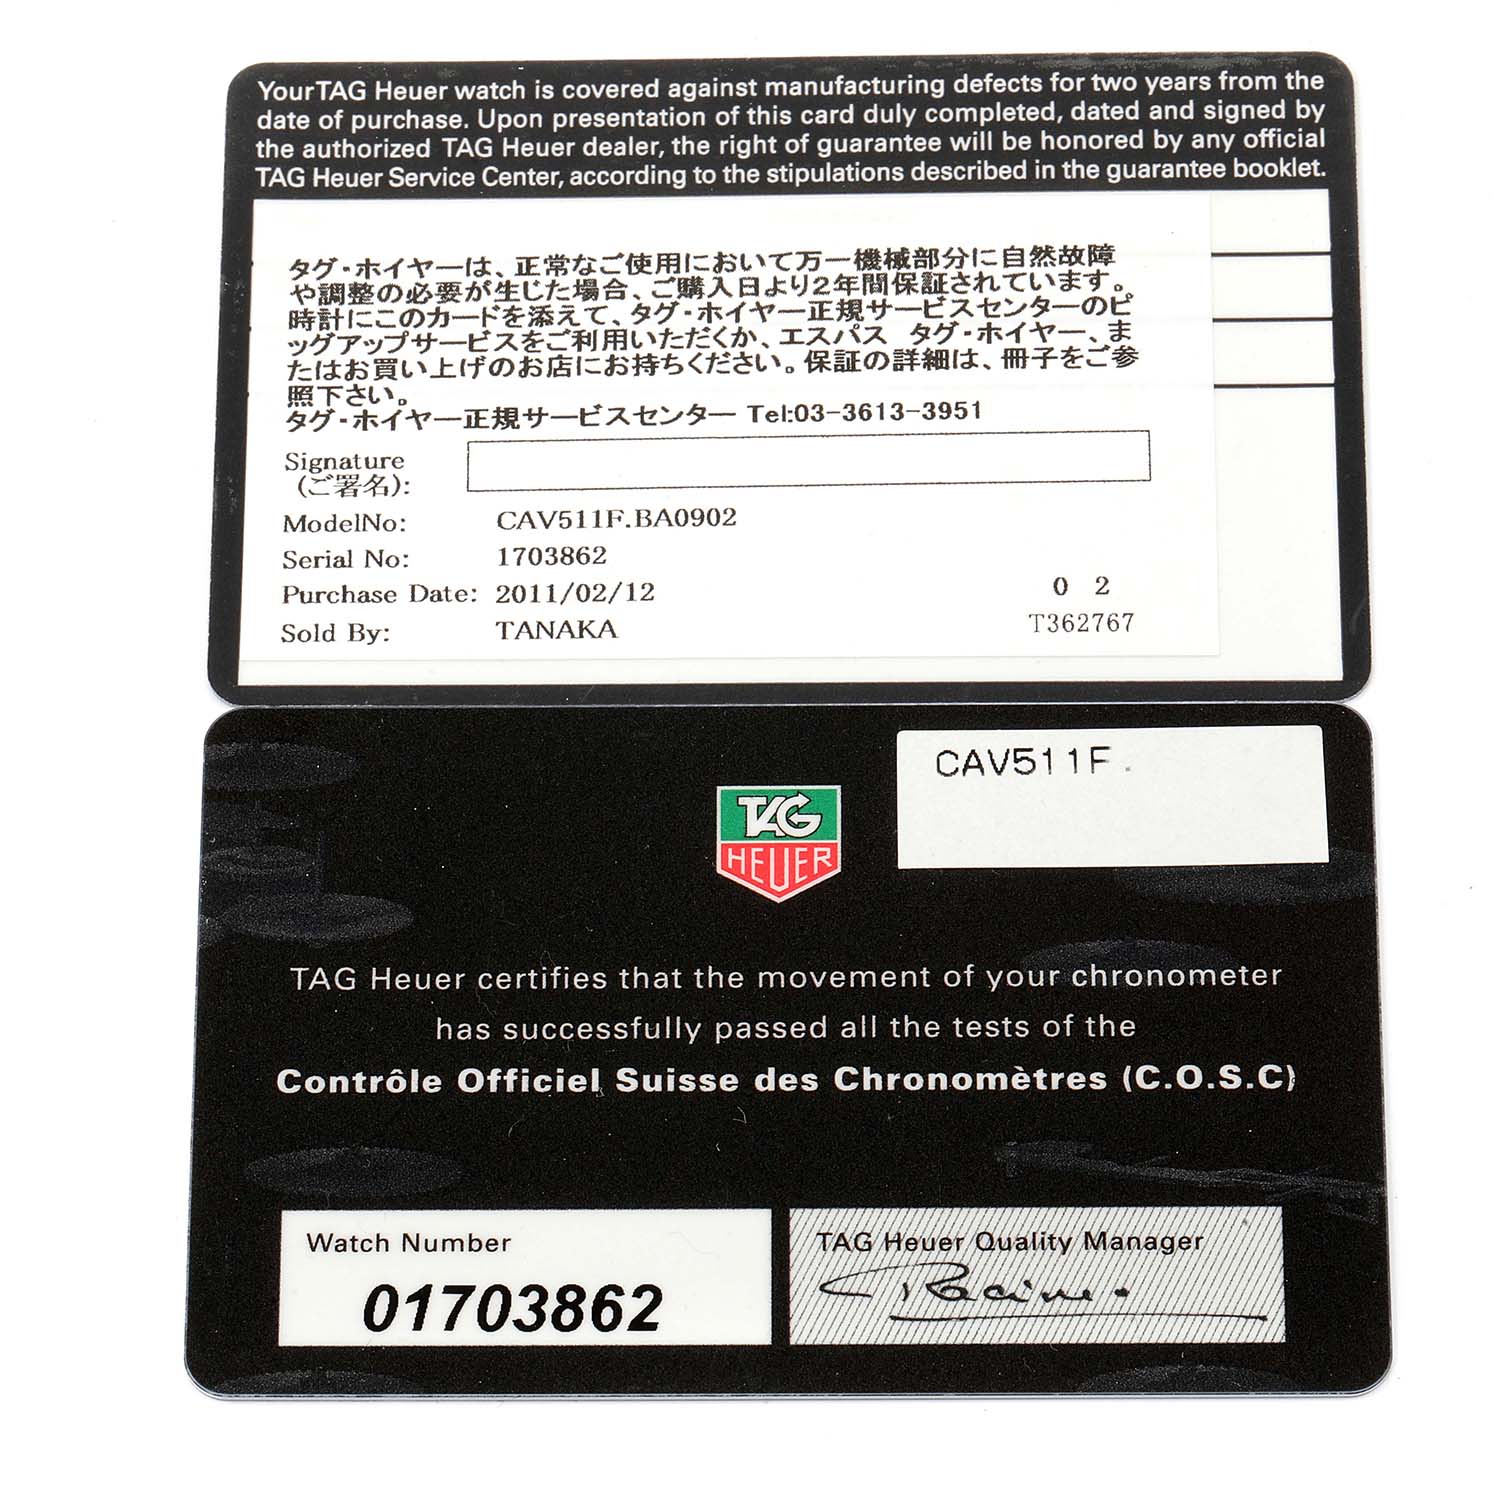 Your TAG Heuer watch is covered against manufacturing defects for two years from the
date of purchase. Upon presentation of this card duly completed, dated and signed by
the authorized TAG Heuer dealer, the right of guarantee will be honored by any official
TAG Heuer Service Center, according to the stipulations described in the guarantee booklet.
タグ・ホイヤーは、正常なご使用において万一機械部分に自然故障
や調整の必要が生じた場合、ご購入日より2年間保証されています。
時計にこのカードを添えて、タグ・ホイヤー正規サービスセンターのピ
ッグアップサービスをご利用いただくか、エスパス タグ・ホイヤー、ま
たはお買い上げのお店にお持ちください。保証の詳細は、冊子をご参
照下さい。
タグ・ホイヤー正規サービスセンター Tel:03-3613-3951
Signature
(ご署名):
ModelNo: CAV511F.BA0902
Serial No: 1703862
Purchase Date: 2011/02/12 0 2
Sold By: TANAKA T362767
CAV511F.
TAG
HEUER
TAG Heuer certifies that the movement of your chronometer
has successfully passed all the tests of the
Contrôle Officiel Suisse des Chronomètres (C.O.S.C)
Watch Number
01703862
TAG Heuer Quality Manager
Racine